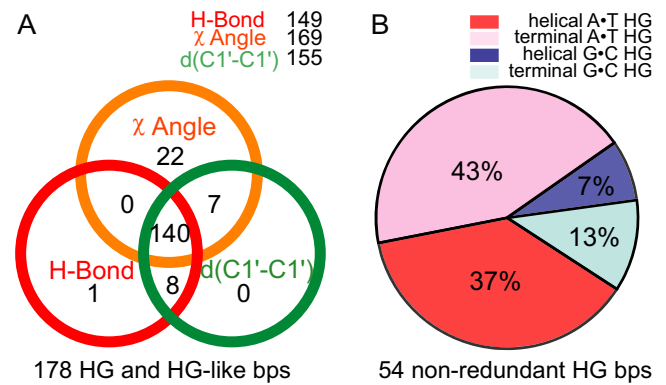 A
H-Bond 149
χ Angle 169
d(C1'-C1') 155
χ Angle
22
0
7
140
H-Bond
d(C1'-C1')
1
8
0
178 HG and HG-like bps
B
helical A•T HG
terminal A•T HG
helical G•C HG
terminal G•C HG
43%
7%
13%
37%
54 non-redundant HG bps